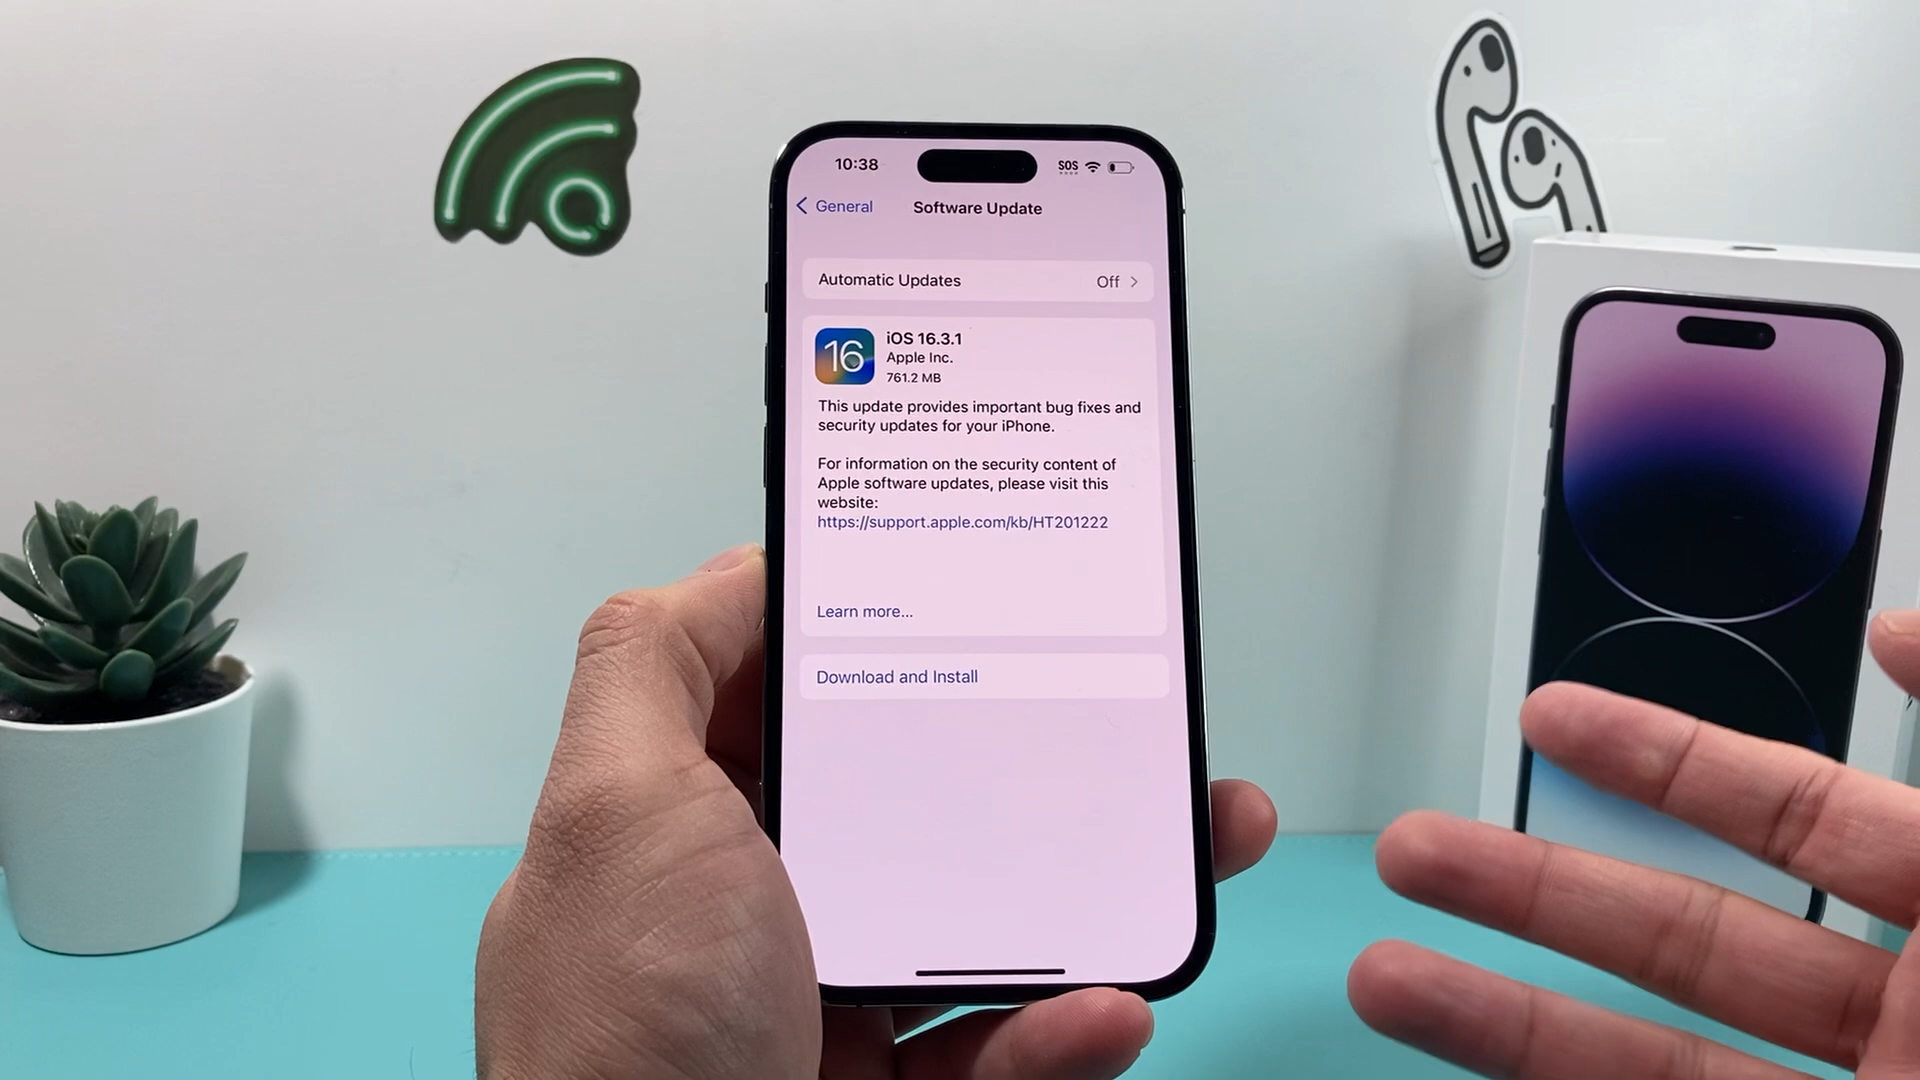 10:38
SOS
General
Software Update
Automatic Updates
Off
16
iOS 16.3.1
Apple Inc.
761.2 MB
This update provides important bug fixes and
security updates for your iPhone.
For information on the security content of
Apple software updates, please visit this
website:
https://support.apple.com/kb/HT201222
Learn more...
Download and Install